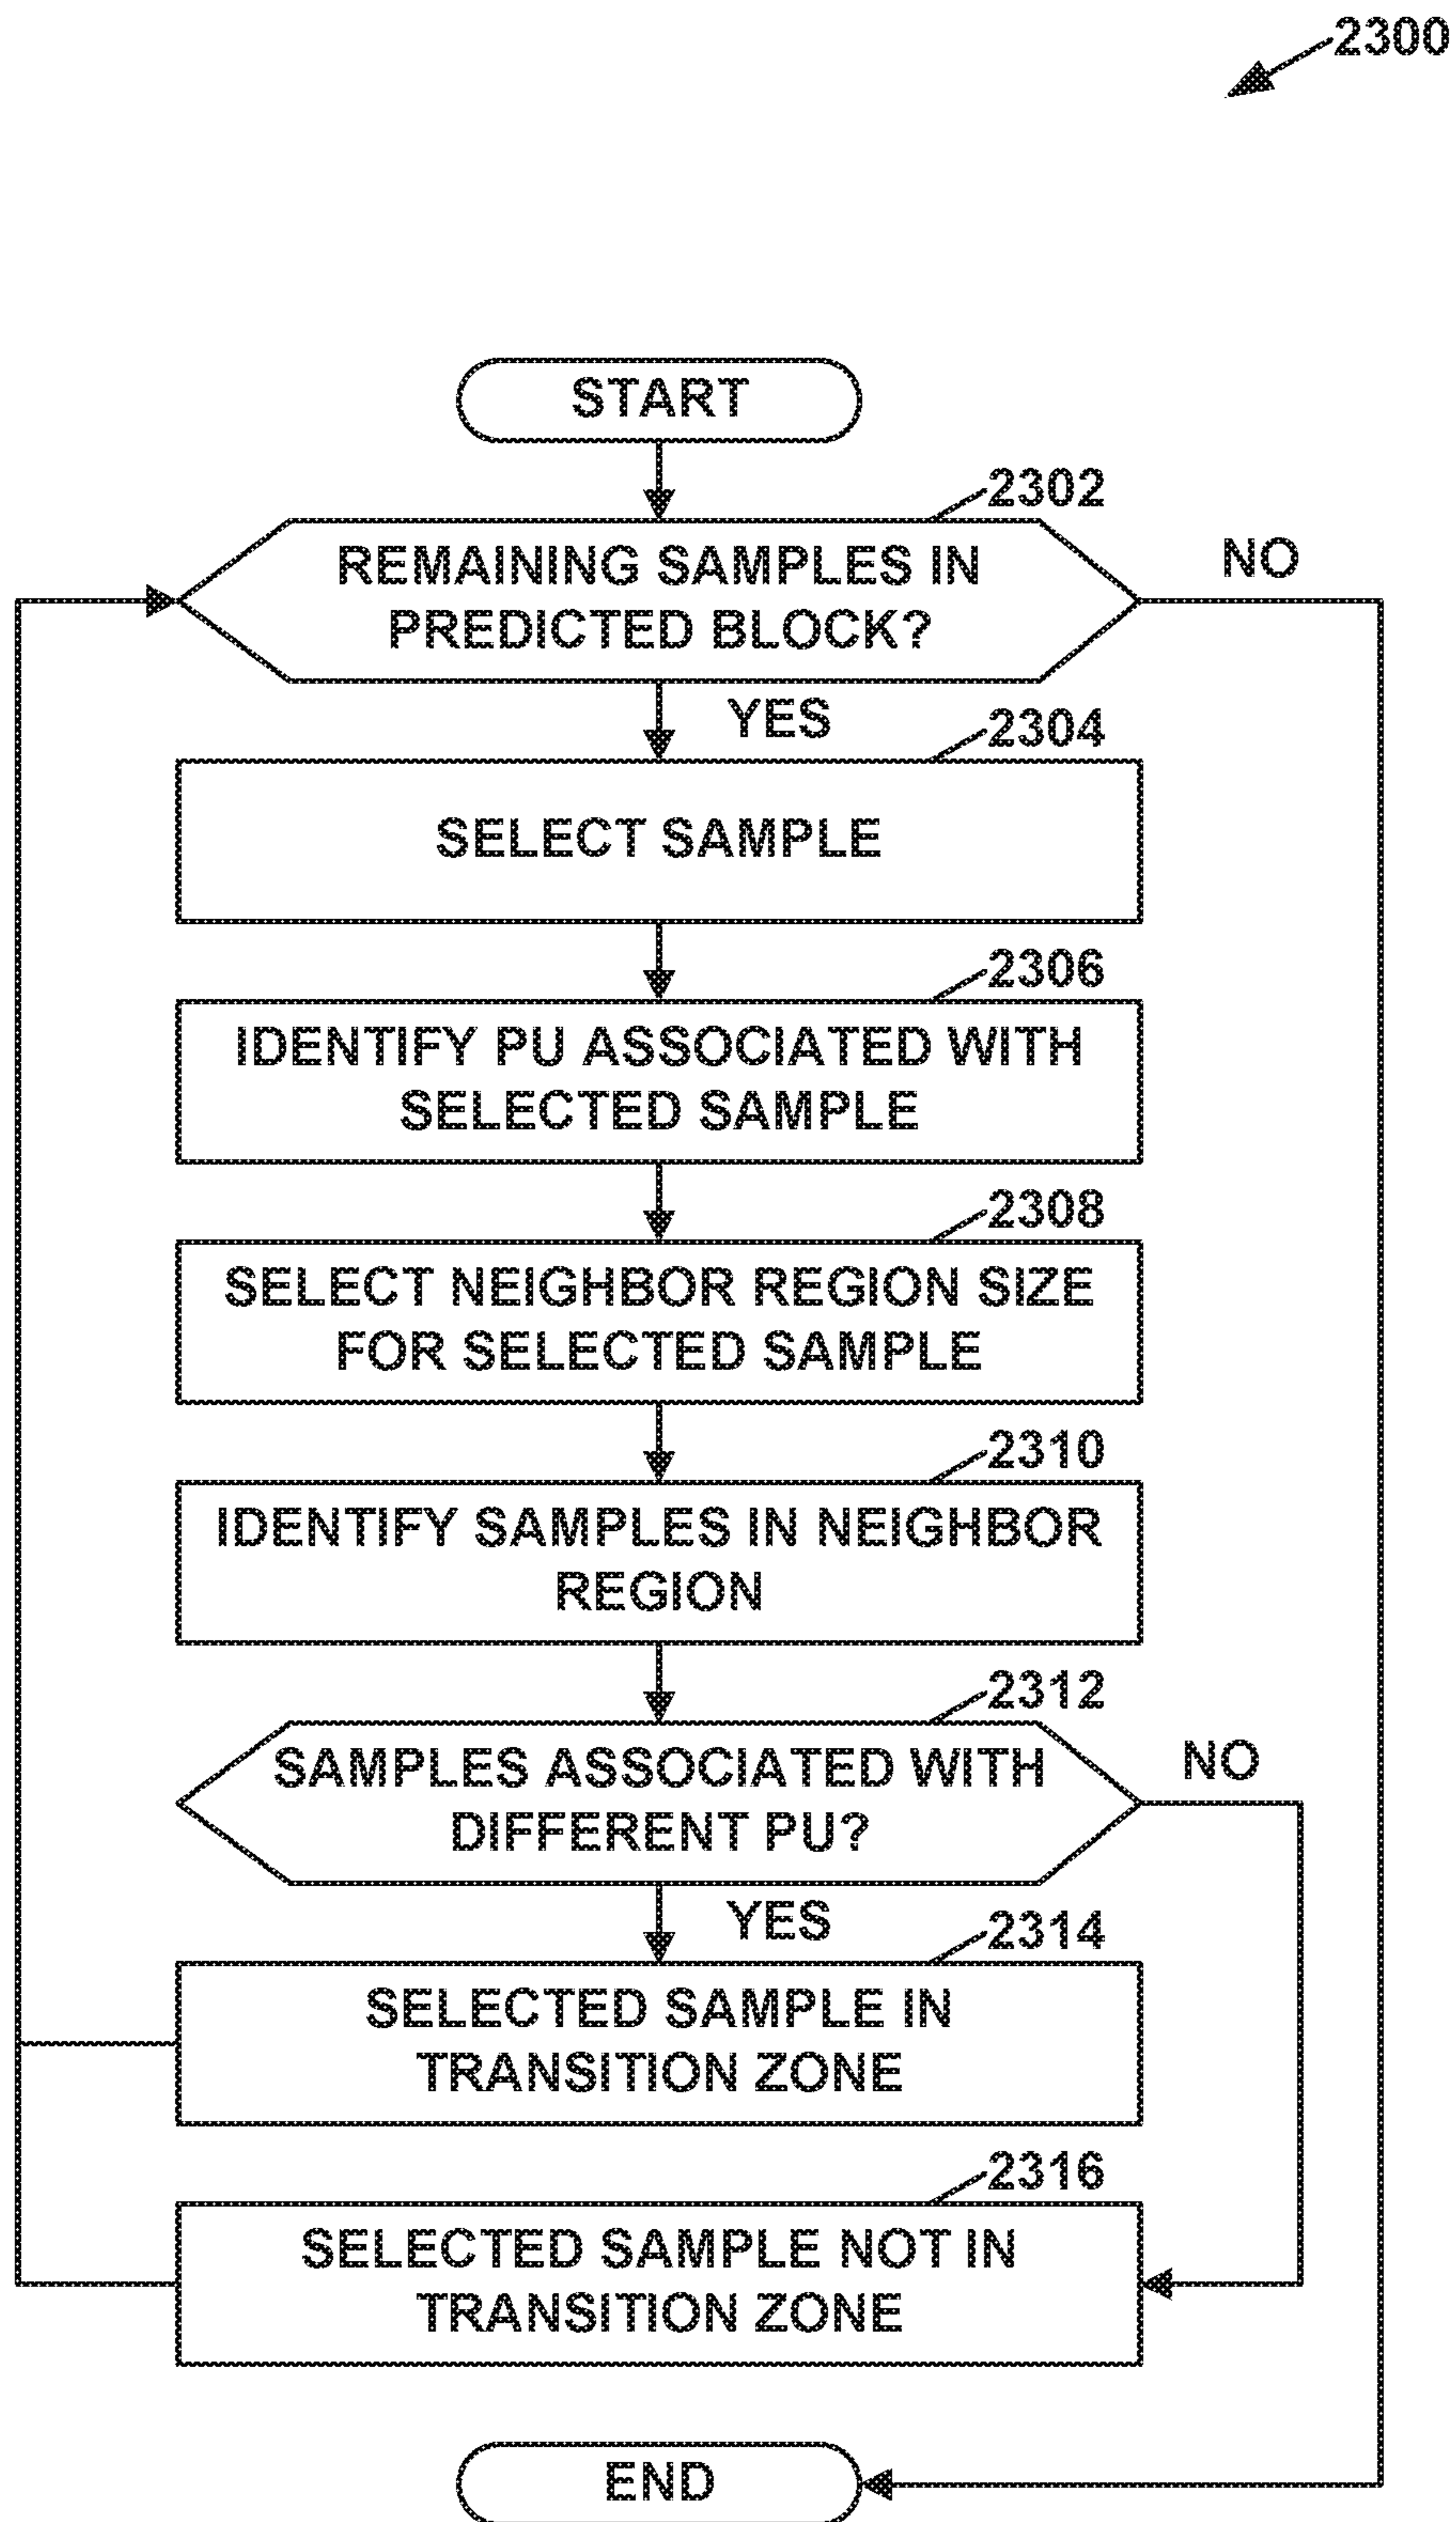 2300
START
2302
REMAINING SAMPLES IN
PREDICTED BLOCK?
NO
YES
2304
SELECT SAMPLE
2306
IDENTIFY PU ASSOCIATED WITH
SELECTED SAMPLE
2308
SELECT NEIGHBOR REGION SIZE
FOR SELECTED SAMPLE
2310
IDENTIFY SAMPLES IN NEIGHBOR
REGION
2312
SAMPLES ASSOCIATED WITH
DIFFERENT PU?
NO
YES
2314
SELECTED SAMPLE IN
TRANSITION ZONE
2316
SELECTED SAMPLE NOT IN
TRANSITION ZONE
END